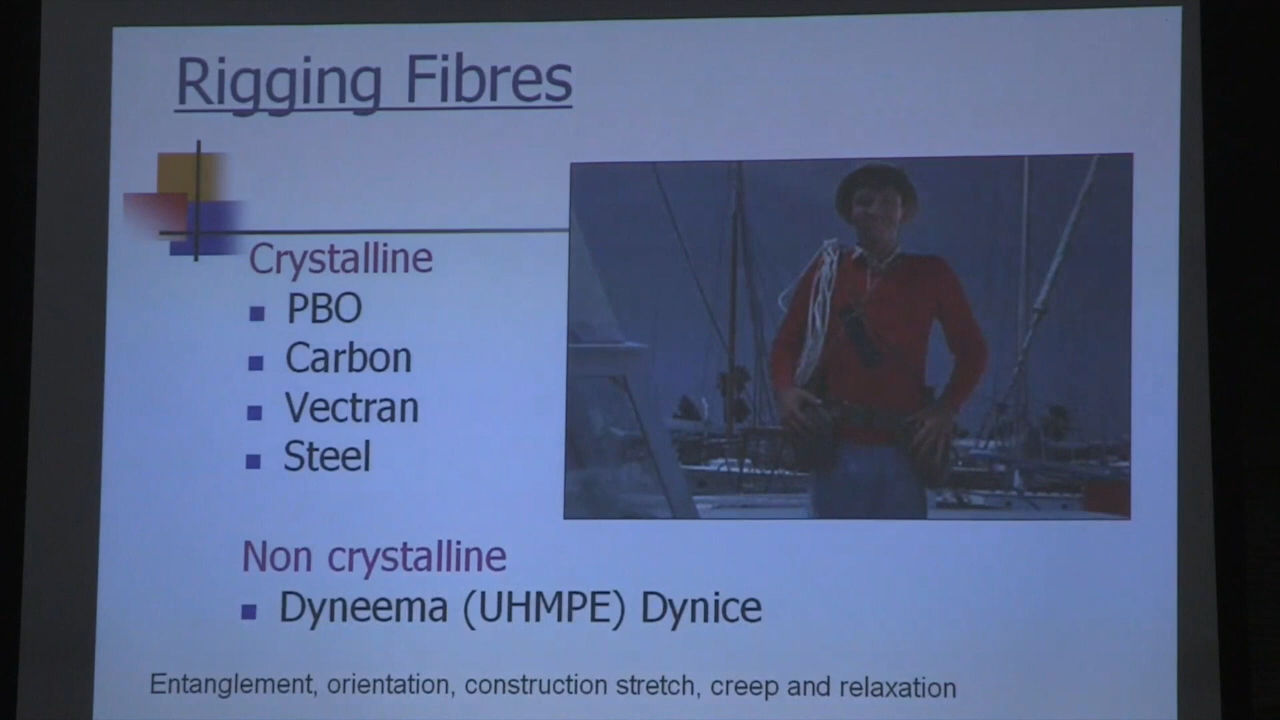 Rigging Fibres
Crystalline
PBO
Carbon
Vectran
Steel
Non crystalline
Dyneema (UHMPE) Dynice
Entanglement, orientation, construction stretch, creep and relaxation